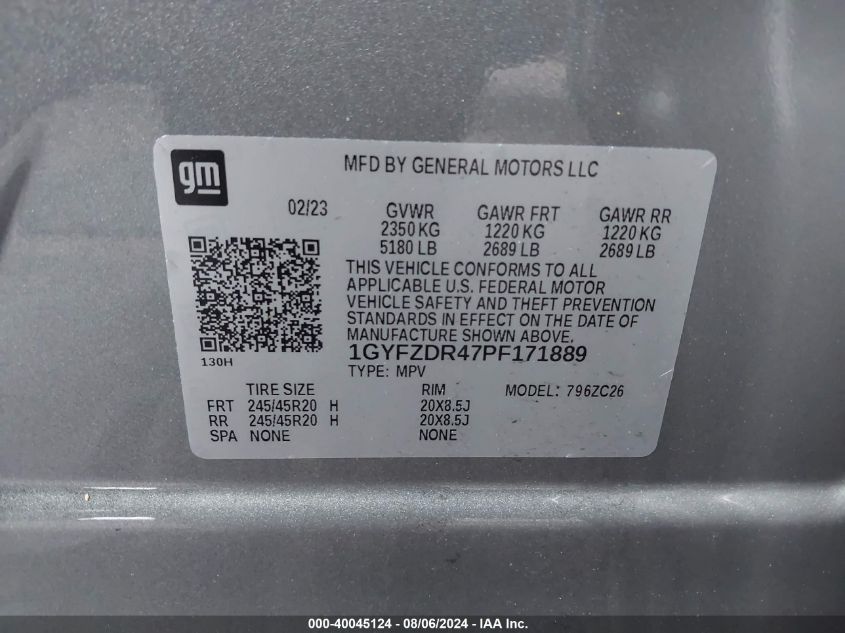 gm
MFD BY GENERAL MOTORS LLC
02/23 GVWR GAWR FRT GAWR RR
2350 KG 1220 KG 1220 KG
5180 LB 2689 LB 2689 LB
THIS VEHICLE CONFORMS TO ALL
APPLICABLE U.S. FEDERAL MOTOR
VEHICLE SAFETY AND THEFT PREVENTION
STANDARDS IN EFFECT ON THE DATE OF
MANUFACTURE SHOWN ABOVE.
130H 1GYFZDR47PF171889
TYPE: MPV
TIRE SIZE RIM MODEL: 796ZC26
FRT 245/45R20 H 20X8.5J
RR 245/45R20 H 20X8.5J
SPA NONE NONE
000-40045124 - 08/06/2024 - IAA Inc.